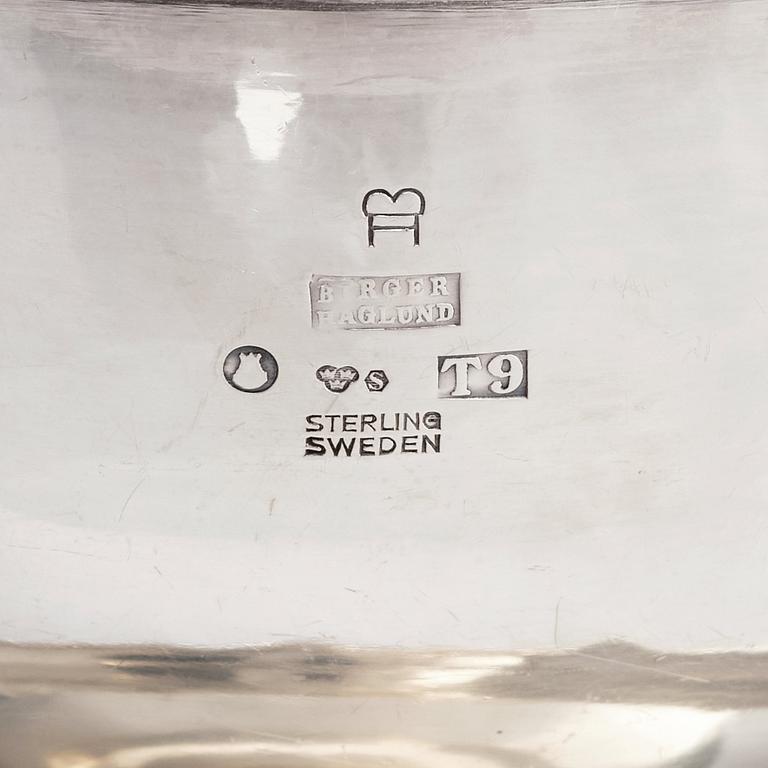 BIRGER
HAGLUND
S T9
STERLING
SWEDEN